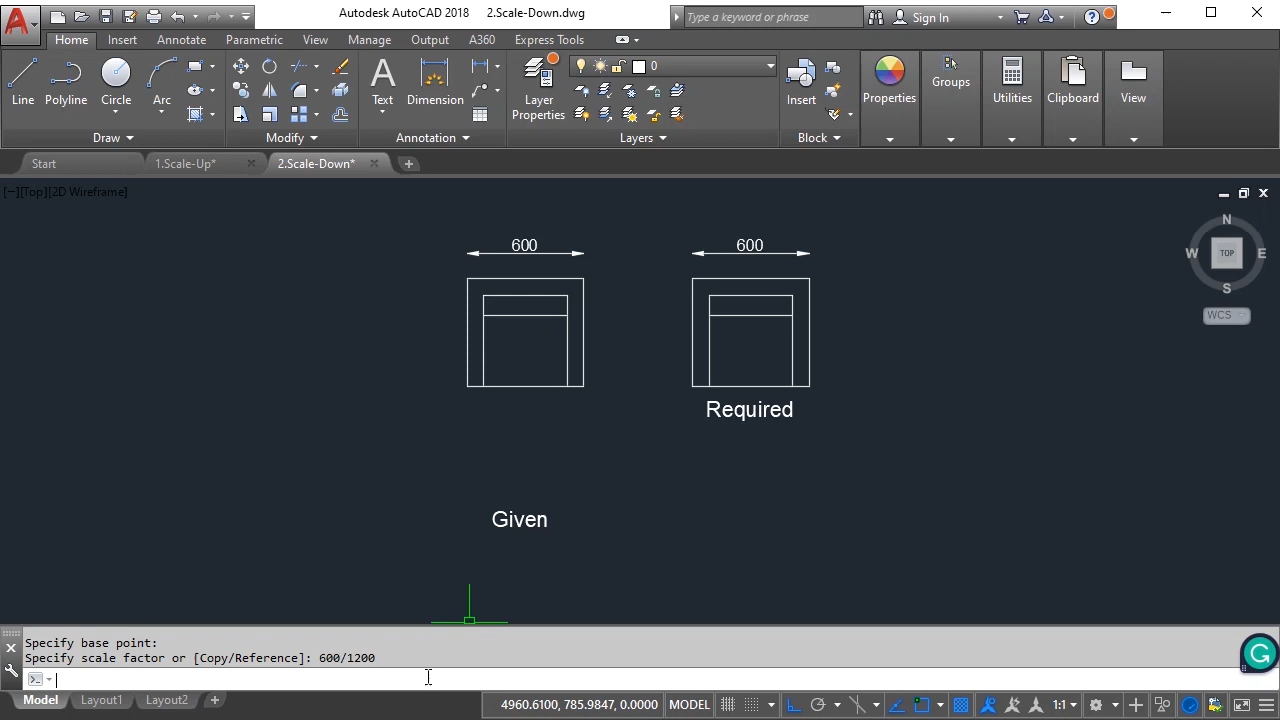 Autodesk AutoCAD 2018 2.Scale-Down.dwg
Type a keyword or phrase
Sign In
Home Insert Annotate Parametric View Manage Output A360 Express Tools
Line Polyline Circle Arc
Text Dimension
Layer Properties
0
Insert
Properties
Groups
Utilities
Clipboard
View
Draw Modify Annotation Layers Block
Start 1.Scale-Up* 2.Scale-Down*
[−][Top][2D Wireframe]
N
W TOP E
S
WCS
600 600
Required
Given
Specify base point:
Specify scale factor or [Copy/Reference]: 600/1200
Model Layout1 Layout2
4960.6100, 785.9847, 0.0000 MODEL 1:1